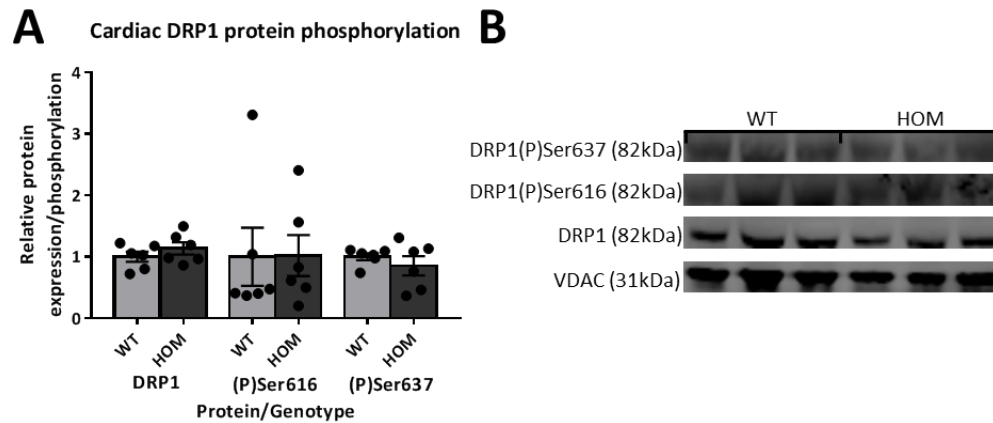 A
Cardiac DRP1 protein phosphorylation
Relative protein
expression/phosphorylation
4
3
2
1
0
WT
HOM
WT
HOM
WT
HOM
DRP1
(P)Ser616
(P)Ser637
Protein/Genotype
B
WT
HOM
DRP1(P)Ser637 (82kDa)
DRP1(P)Ser616 (82kDa)
DRP1 (82kDa)
VDAC (31kDa)